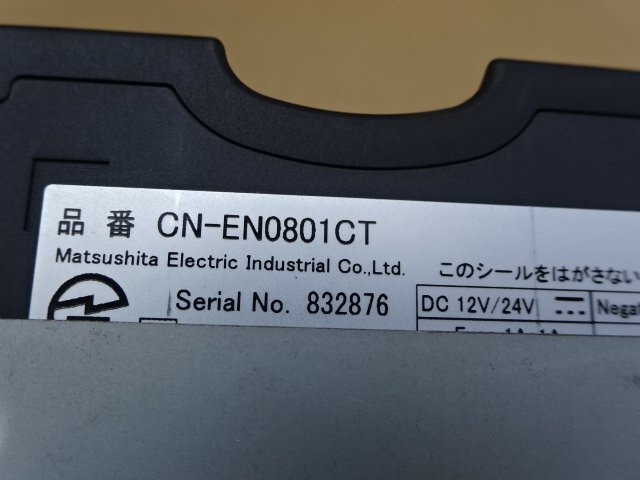 品番 CN-EN0801CT
Matsushita Electric Industrial Co.,Ltd.
このシールをはがさない
Serial No. 832876
DC 12V/24V